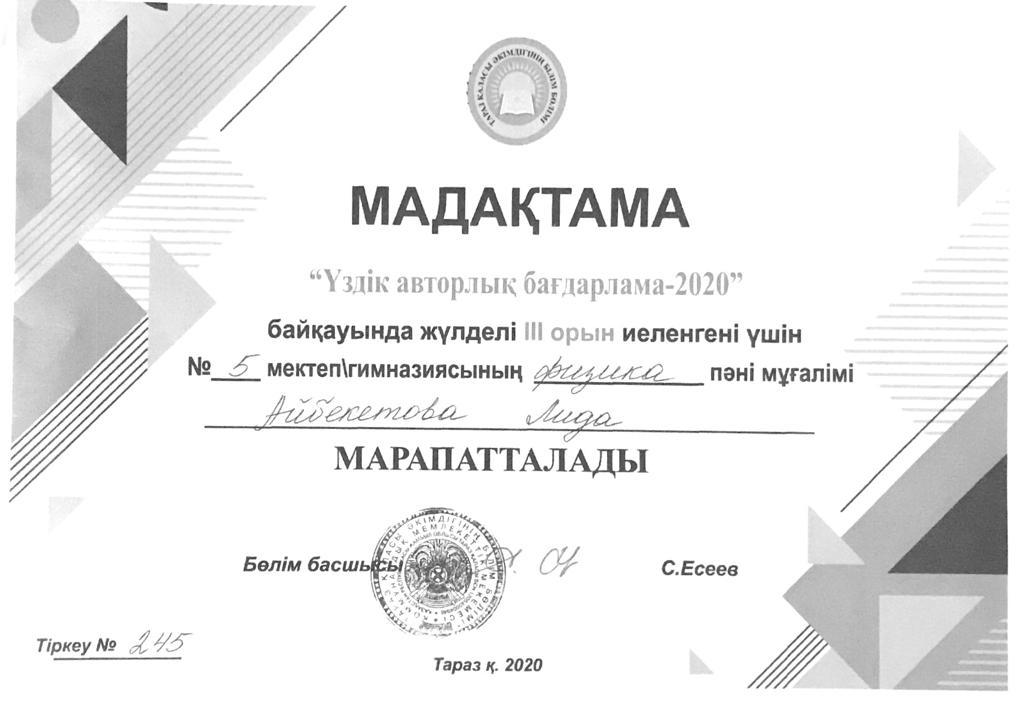 ТАРАЗ ҚАЛАСЫ ӘКІМДІГІНІҢ БІЛІМ БӨЛІМІ
МАДАҚТАМА
“Үздік авторлық бағдарлама-2020”
байқауында жүлделі III орын иеленгені үшін
№ 5 мектеп\гимназиясының физика пәні мұғалімі
Айбекетова Лида
МАРАПАТТАЛАДЫ
Бөлім басшысы С.Есеев
Тіркеу № 245
Тараз қ. 2020